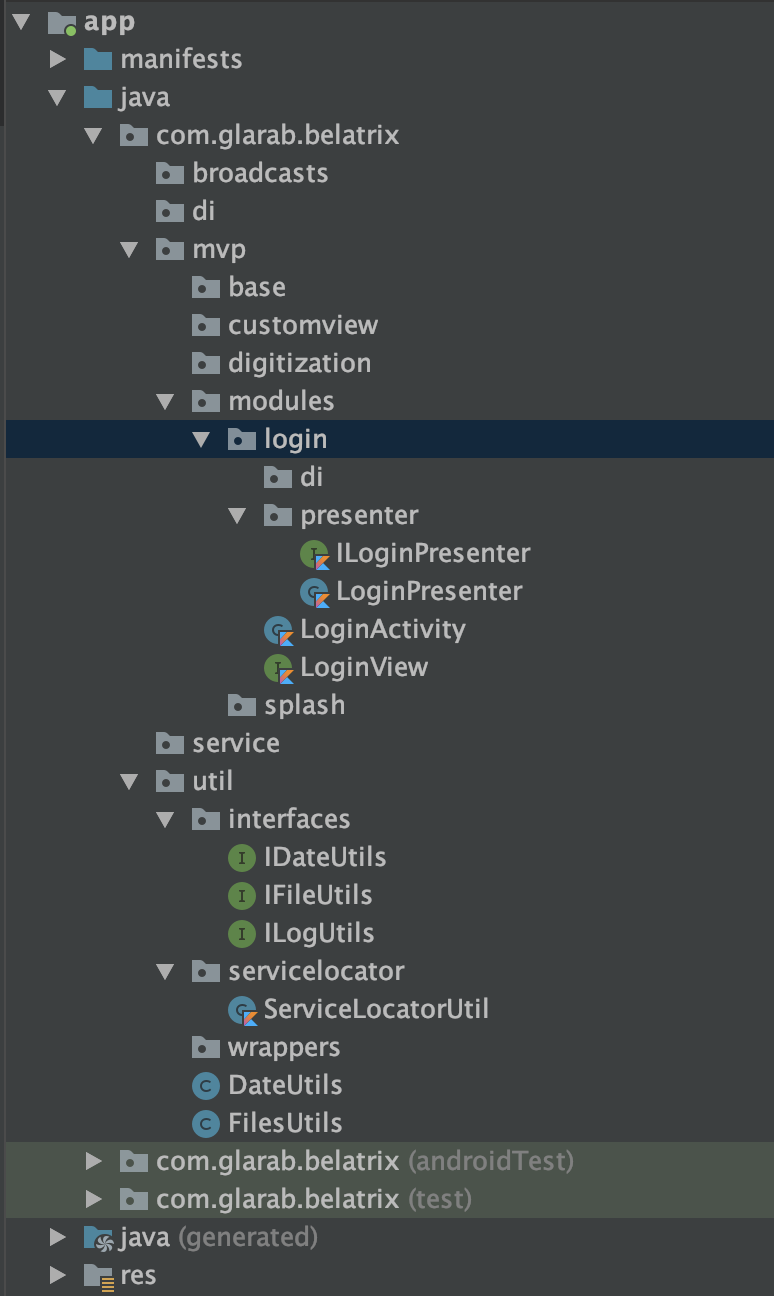 app
manifests
java
com.glarab.belatrix
broadcasts
di
mvp
base
customview
digitization
modules
login
di
presenter
ILoginPresenter
LoginPresenter
LoginActivity
LoginView
splash
service
util
interfaces
IDateUtils
IFileUtils
ILogUtils
servicelocator
ServiceLocatorUtil
wrappers
DateUtils
FilesUtils
com.glarab.belatrix (androidTest)
com.glarab.belatrix (test)
java (generated)
res